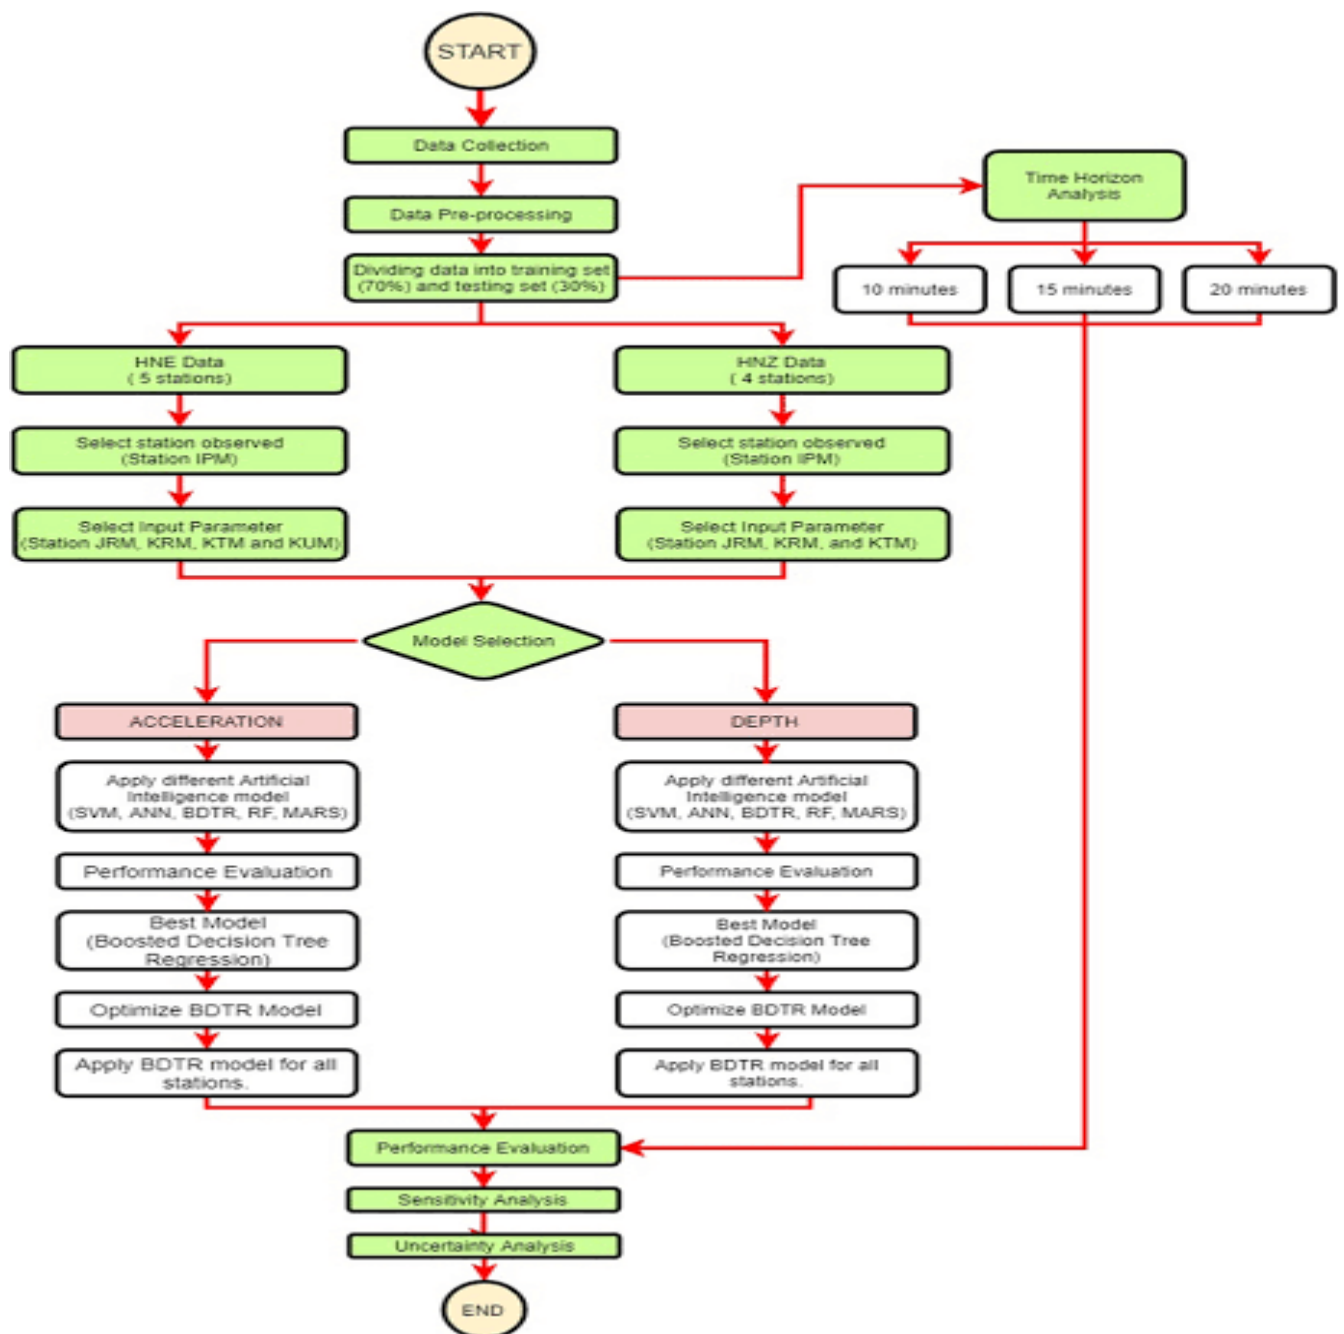 START
Data Collection
Data Pre-processing
Dividing data into training set
(70%) and testing set (30%)
Time Horizon
Analysis
10 minutes
15 minutes
20 minutes
HNE Data
( 5 stations)
HNZ Data
( 4 stations)
Select station observed
(Station IPM)
Select station observed
(Station IPM)
Select Input Parameter
(Station JRM, KRM, KTM and KUM)
Select Input Parameter
(Station JRM, KRM, and KTM)
Model Selection
ACCELERATION
Apply different Artificial
Intelligence model
(SVM, ANN, BDTR, RF, MARS)
Performance Evaluation
Best Model
(Boosted Decision Tree
Regression)
Optimize BDTR Model
Apply BDTR model for all
stations.
DEPTH
Apply different Artificial
Intelligence model
(SVM, ANN, BDTR, RF, MARS)
Performance Evaluation
Best Model
(Boosted Decision Tree
Regression)
Optimize BDTR Model
Apply BDTR model for all
stations.
Performance Evaluation
Sensitivity Analysis
Uncertainty Analysis
END